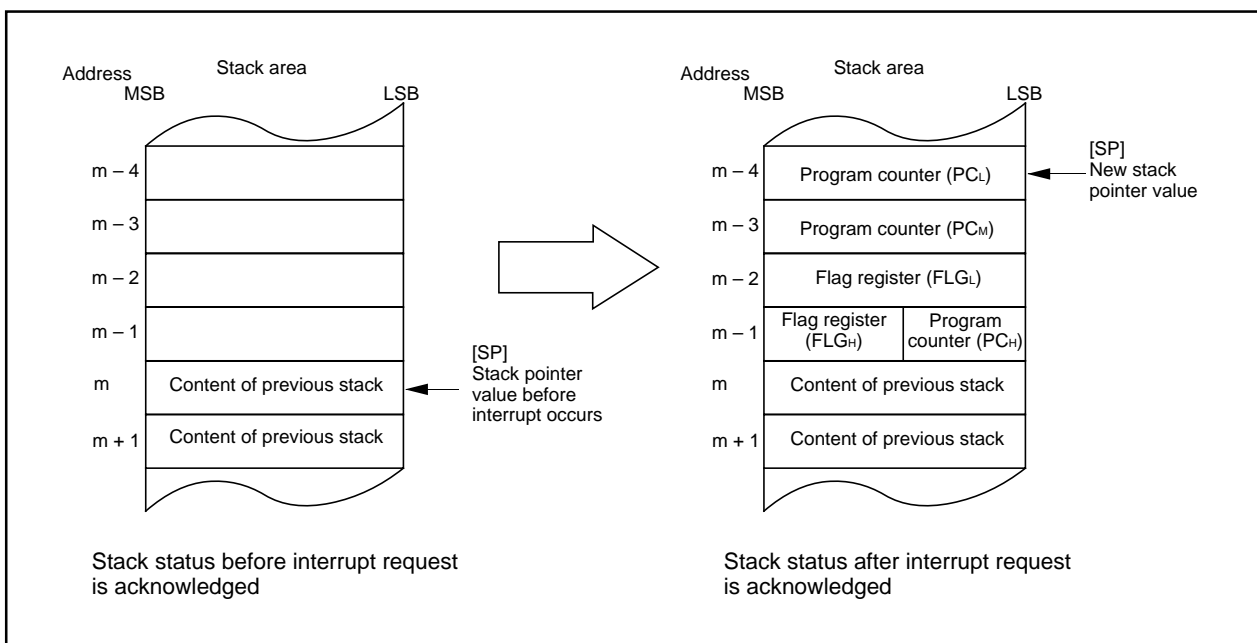 Address
Stack area
MSB
LSB
m – 4
m – 3
m – 2
m – 1
m
Content of previous stack
m + 1
Content of previous stack
[SP]
Stack pointer
value before
interrupt occurs
Stack status before interrupt request
is acknowledged
Address
Stack area
MSB
LSB
m – 4
Program counter (PCL)
[SP]
New stack
pointer value
m – 3
Program counter (PCM)
m – 2
Flag register (FLGL)
m – 1
Flag register
(FLGH)
Program
counter (PCH)
m
Content of previous stack
m + 1
Content of previous stack
Stack status after interrupt request
is acknowledged